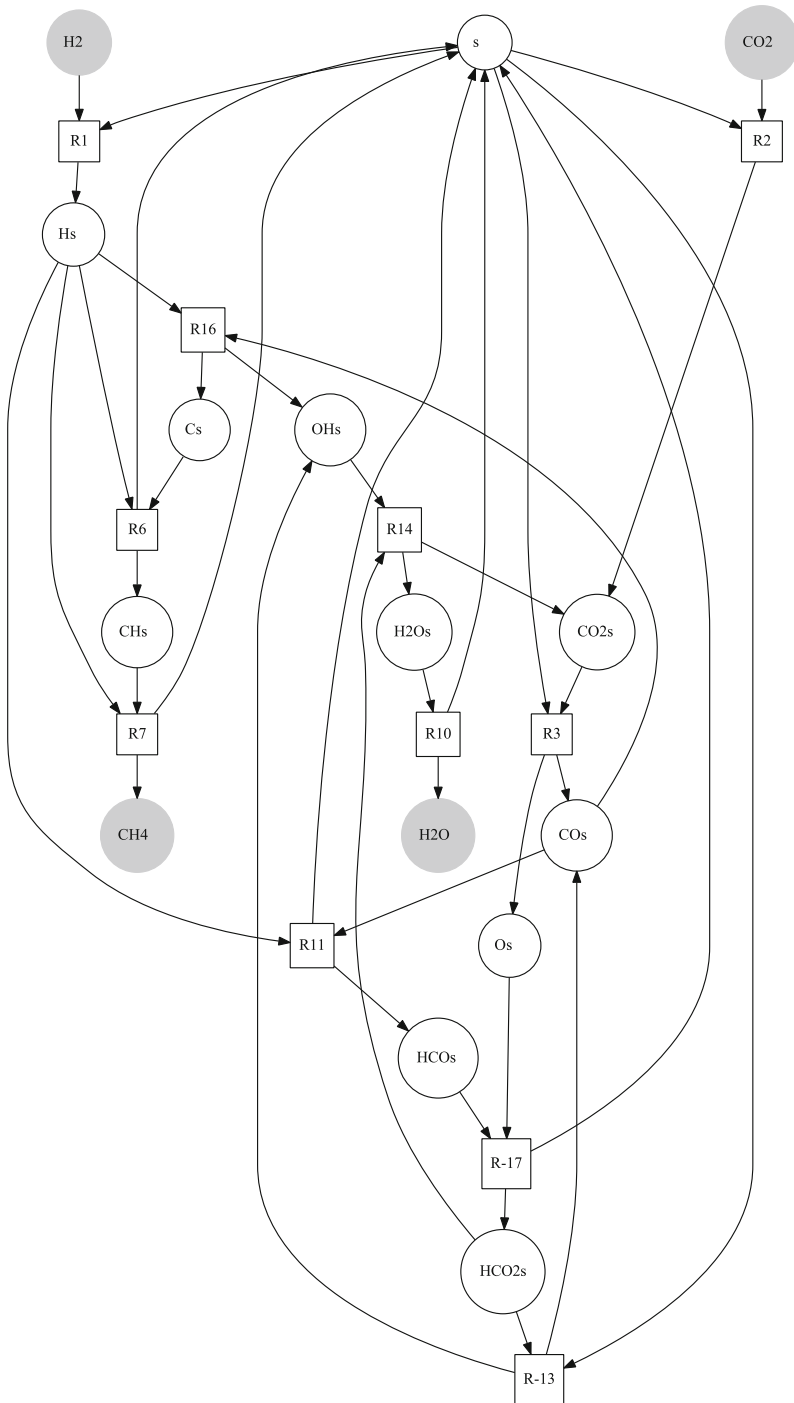 H2
s
CO2
R1
R2
Hs
R16
Cs
OHs
R6
R14
CHs
H2Os
CO2s
R7
R10
R3
CH4
H2O
COs
R11
Os
HCOs
R-17
HCO2s
R-13